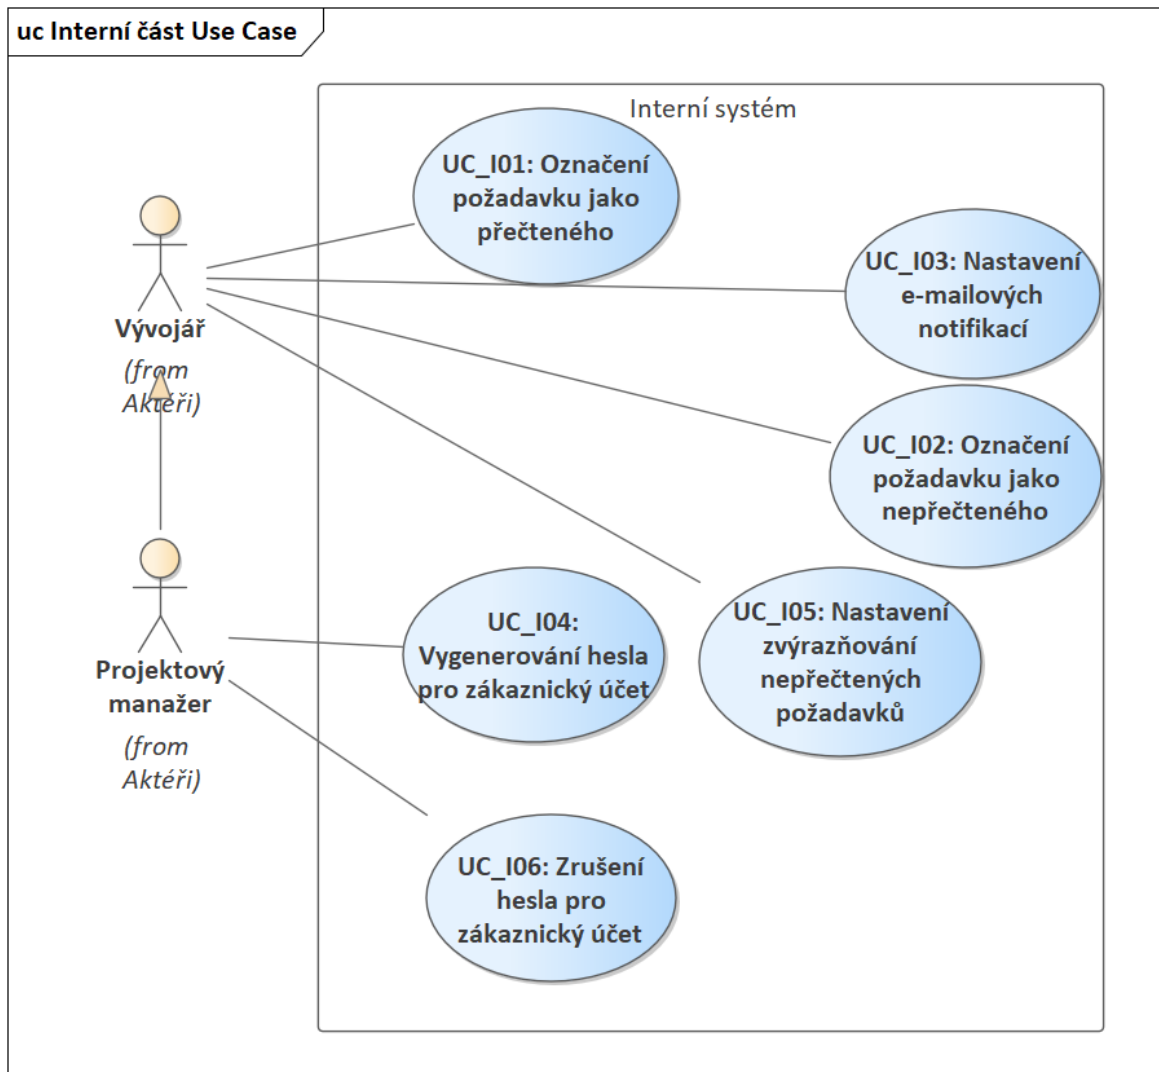 uc Interní část Use Case
Interní systém
UC_I01: Označení
požadavku jako
přečteného
UC_I03: Nastavení
e-mailových
notifikací
Vývojář
(from
Aktéři)
UC_I02: Označení
požadavku jako
nepřečteného
UC_I04:
Vygenerování hesla
pro zákaznický účet
UC_I05: Nastavení
zvýrazňování
nepřečtených
požadavků
Projektový
manažer
(from
Aktéři)
UC_I06: Zrušení
hesla pro
zákaznický účet